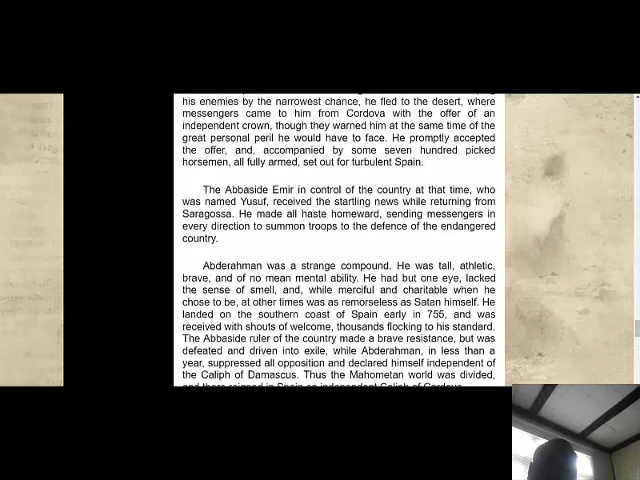 his enemies by the narrowest chance, he fled to the desert, where
messengers came to him from Cordova with the offer of an
independent crown, though they warned him at the same time of the
great personal peril he would have to face. He promptly accepted
the offer, and, accompanied by some seven hundred picked
horsemen, all fully armed, set out for turbulent Spain.
The Abbaside Emir in control of the country at that time, who
was named Yusuf, received the startling news while returning from
Saragossa. He made all haste homeward, sending messengers in
every direction to summon troops to the defence of the endangered
country.
Abderahman was a strange compound. He was tall, athletic,
brave, and of no mean mental ability. He had but one eye, lacked
the sense of smell, and, while merciful and charitable when he
chose to be, at other times was as remorseless as Satan himself. He
landed on the southern coast of Spain early in 755, and was
received with shouts of welcome, thousands flocking to his standard.
The Abbaside ruler of the country made a brave resistance, but was
defeated and driven into exile, while Abderahman, in less than a
year, suppressed all opposition and declared himself independent of
the Caliph of Damascus. Thus the Mahometan world was divided,
and there reigned in Spain an independent Caliph of Cordova.